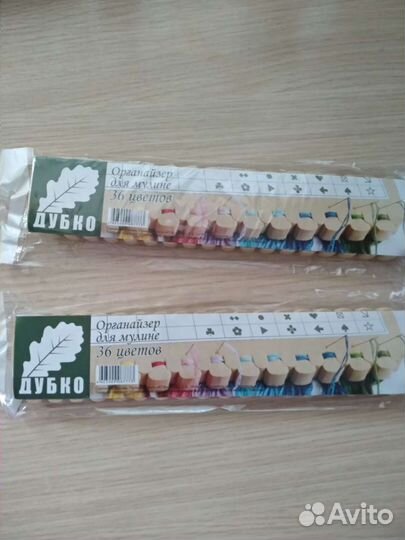 Органайзер
для мулине
36 цветов
ДУБКО
Органайзер
для мулине
36 цветов
ДУБКО
Avito